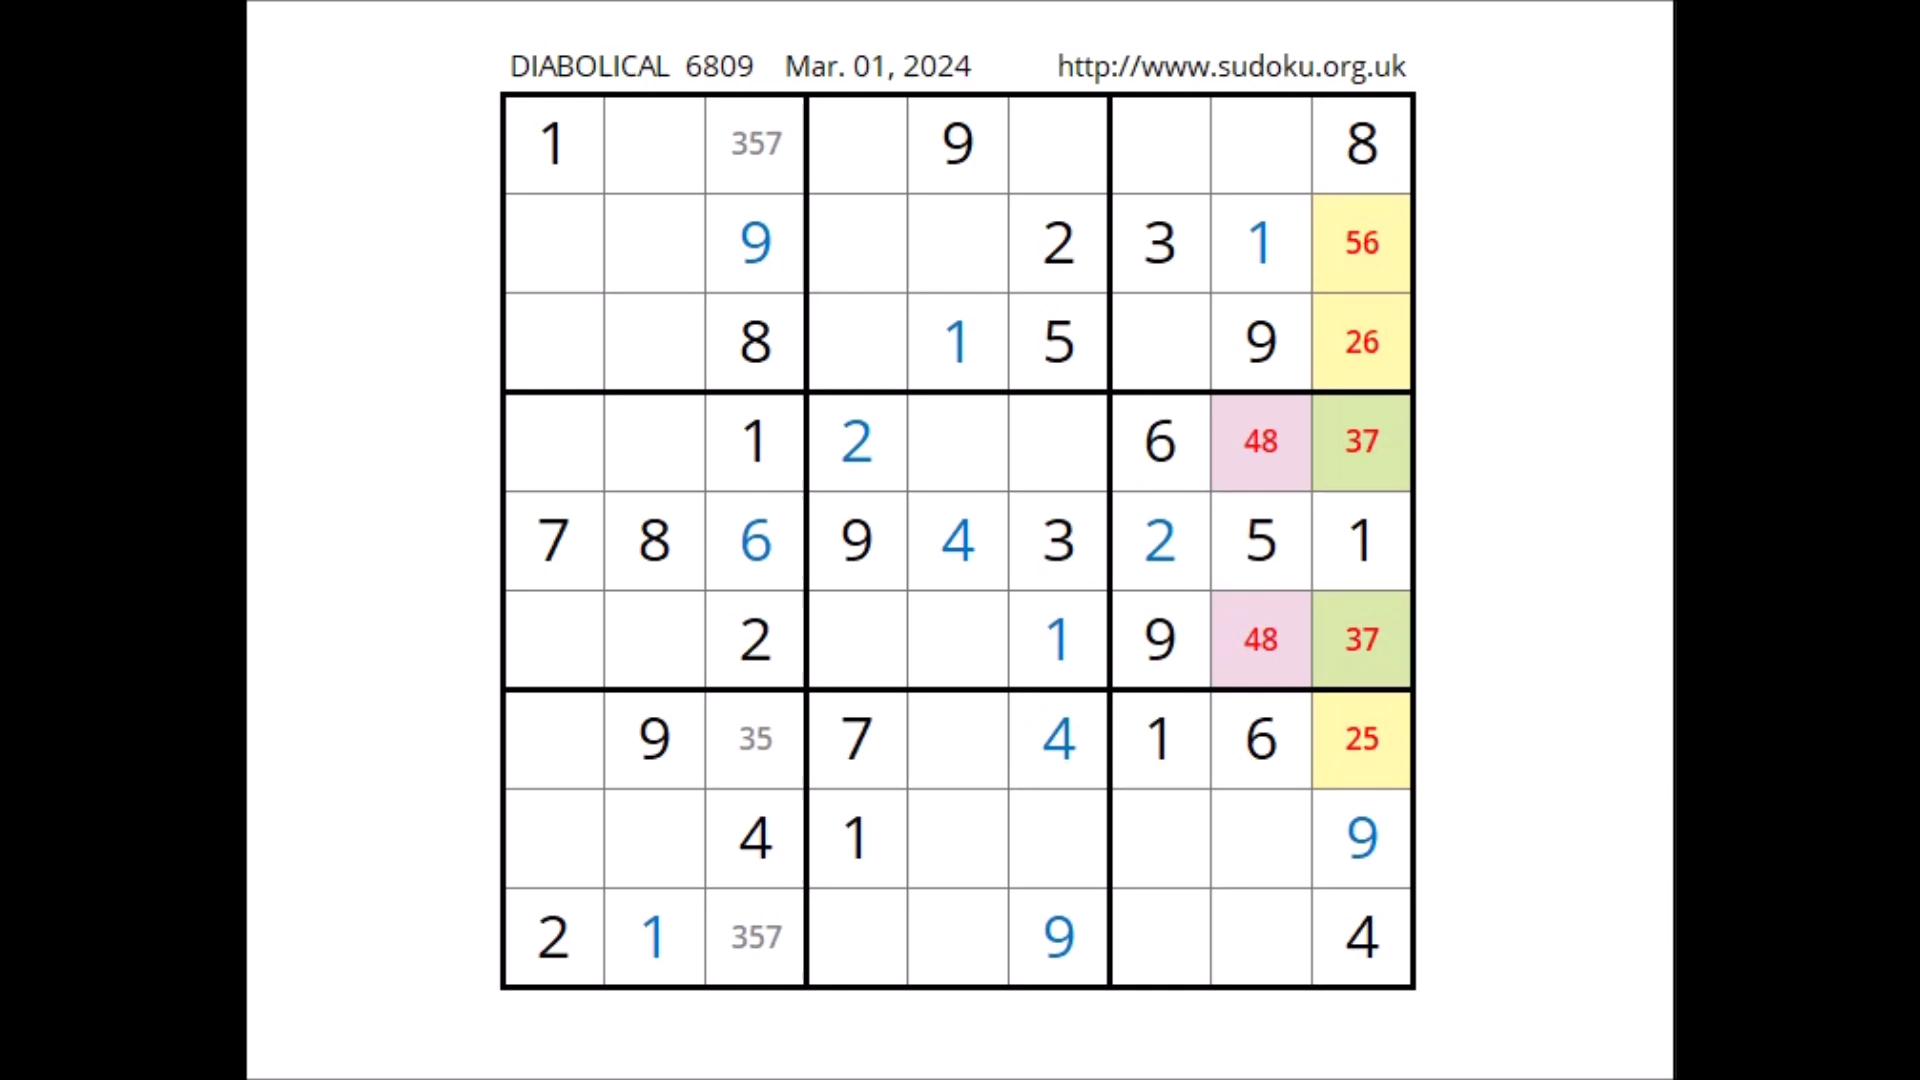 DIABOLICAL 6809 Mar. 01, 2024 http://www.sudoku.org.uk
1 357 9 8
9 2 3 1 56
8 1 5 9 26
1 2 6 48 37
7 8 6 9 4 3 2 5 1
2 1 9 48 37
9 35 7 4 1 6 25
4 1 9
2 1 357 9 4